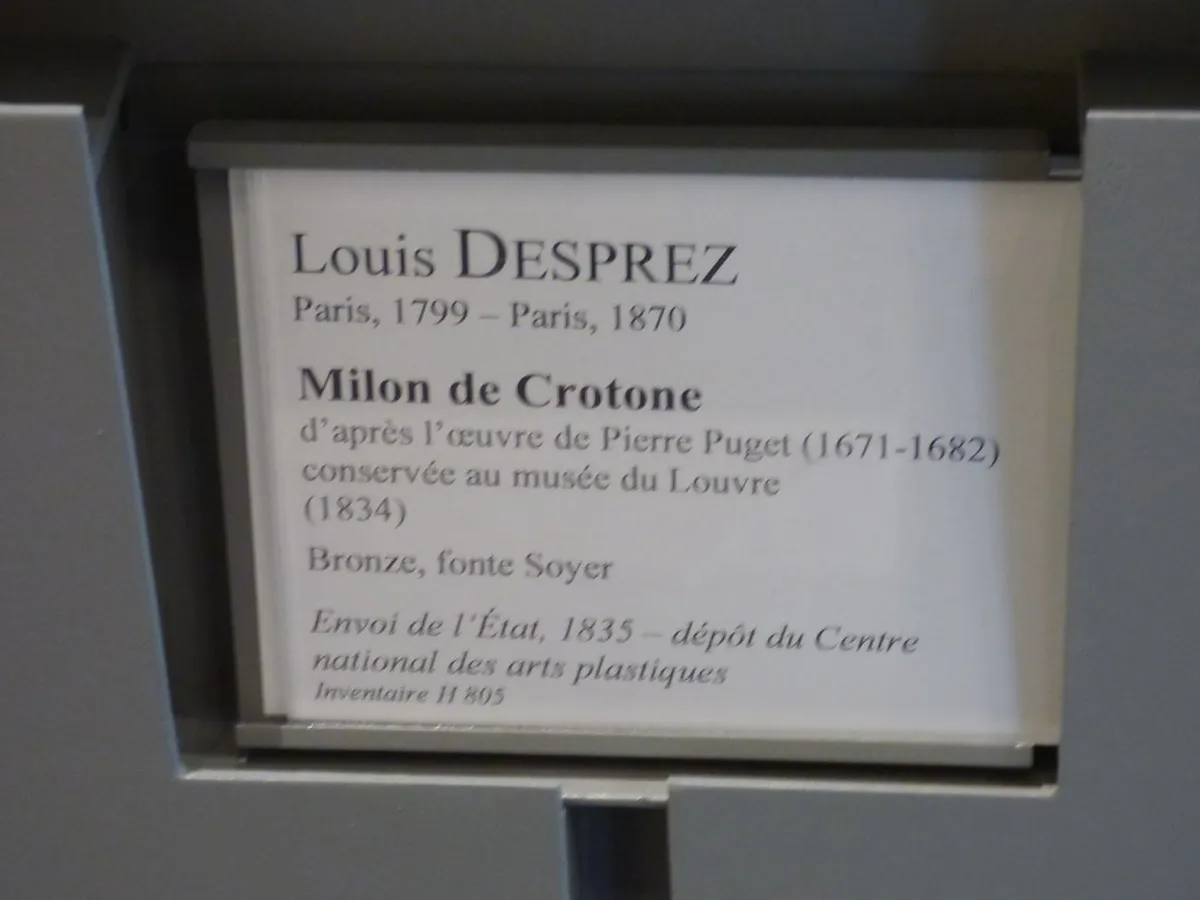 Louis DESPREZ
Paris, 1799 – Paris, 1870
Milon de Crotone
d'après l'œuvre de Pierre Puget (1671-1682)
conservée au musée du Louvre
(1834)
Bronze, fonte Soyer
Envoi de l'État, 1835 – dépôt du Centre
national des arts plastiques
Inventaire H 805